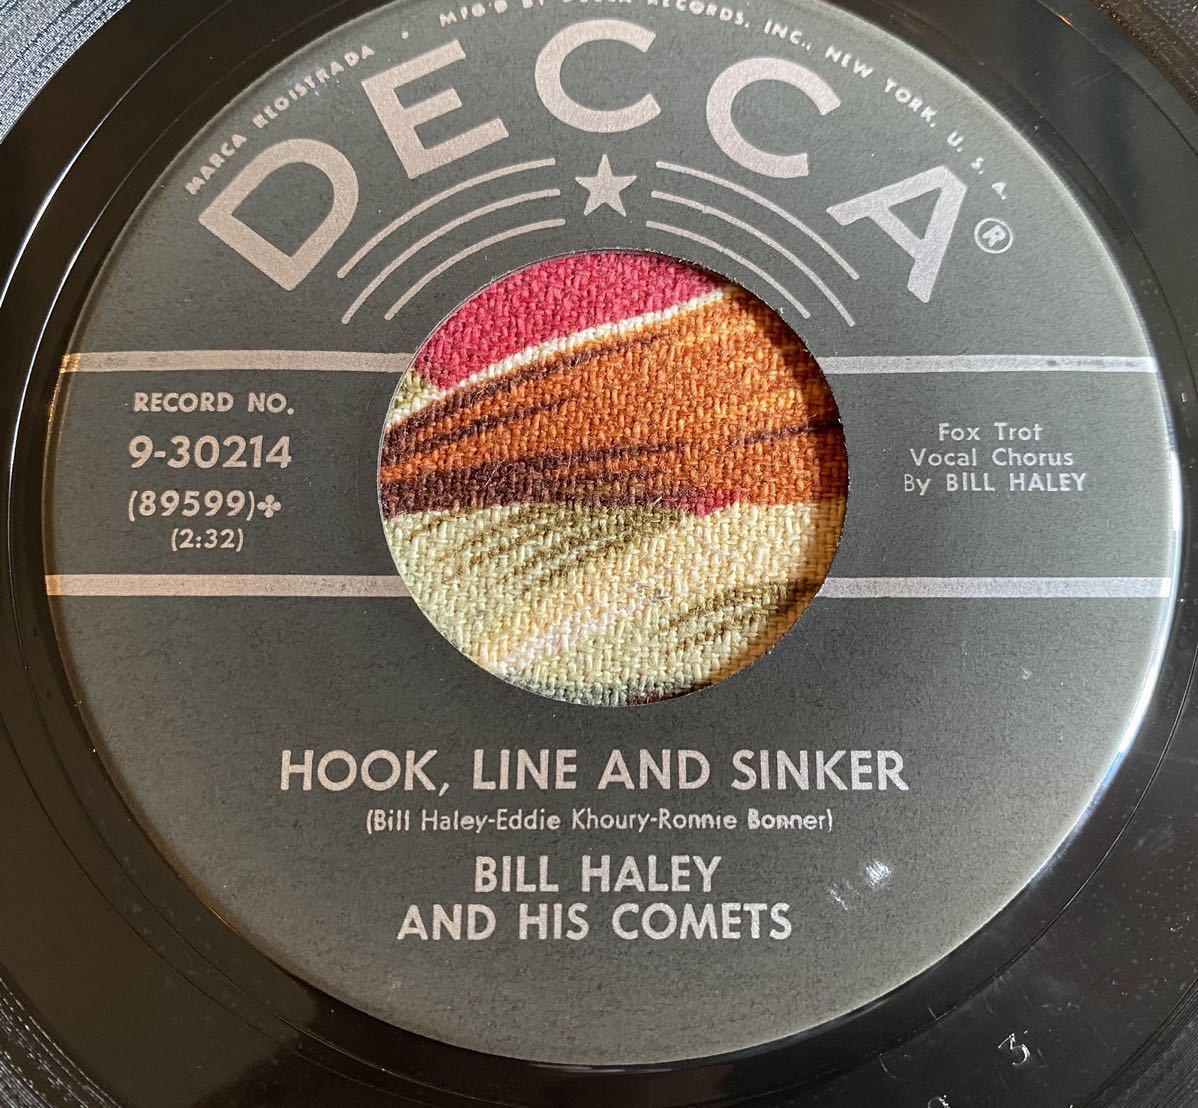 MARCA REGISTRADA • MFG'D BY DECCA RECORDS, INC., NEW YORK, U. S. A.
DECCA®
RECORD NO.
9-30214
(89599)✤
(2:32)
Fox Trot
Vocal Chorus
By BILL HALEY
HOOK, LINE AND SINKER
(Bill Haley-Eddie Khoury-Ronnie Bonner)
BILL HALEY
AND HIS COMETS
3